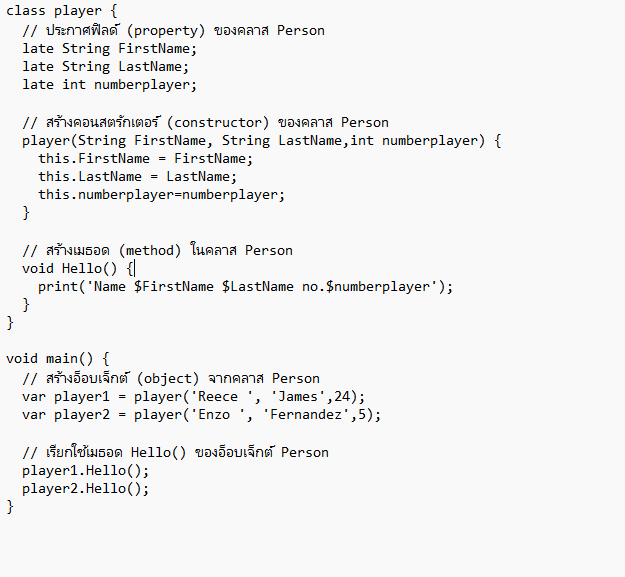 class player {
  // ประกาศฟิลด์ (property) ของคลาส Person
  late String FirstName;
  late String LastName;
  late int numberplayer;

  // สร้างคอนสตรักเตอร์ (constructor) ของคลาส Person
  player(String FirstName, String LastName,int numberplayer) {
    this.FirstName = FirstName;
    this.LastName = LastName;
    this.numberplayer=numberplayer;
  }

  // สร้างเมธอด (method) ในคลาส Person
  void Hello() {
    print('Name $FirstName $LastName no.$numberplayer');
  }
}

void main() {
  // สร้างอ็อบเจ็กต์ (object) จากคลาส Person
  var player1 = player('Reece ', 'James',24);
  var player2 = player('Enzo ', 'Fernandez',5);

  // เรียกใช้เมธอด Hello() ของอ็อบเจ็กต์ Person
  player1.Hello();
  player2.Hello();
}